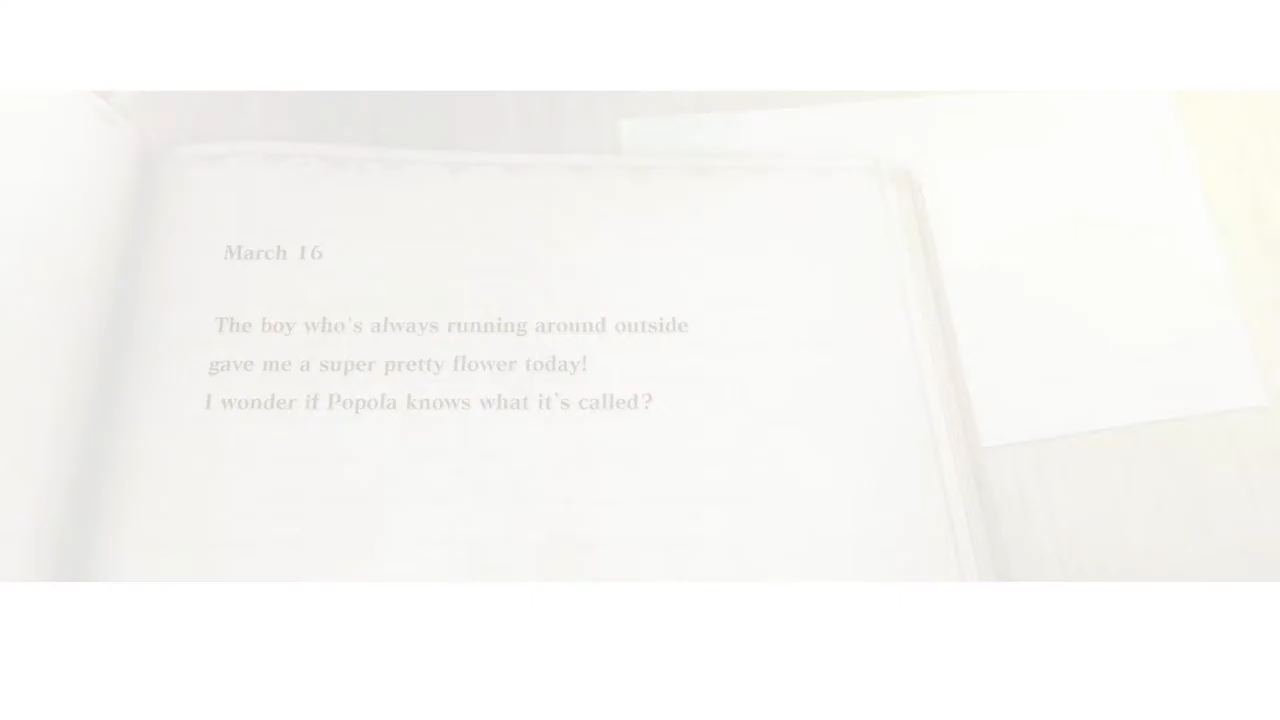 March 16
The boy who's always running around outside
gave me a super pretty flower today!
I wonder if Popola knows what it's called?